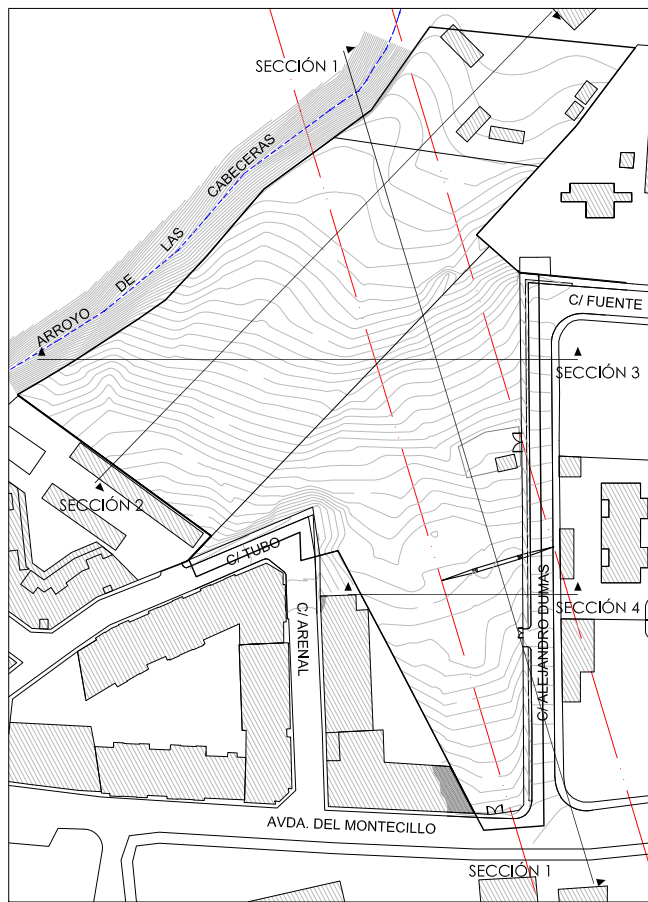 SECCIÓN 1
ARROYO DE LAS CABECERAS
C/ FUENTE
SECCIÓN 3
SECCIÓN 2
C/ TUBO
C/ ARENAL
C/ ALEJANDRO DUMAS
SECCIÓN 4
AVDA. DEL MONTECILLO
SECCIÓN 1